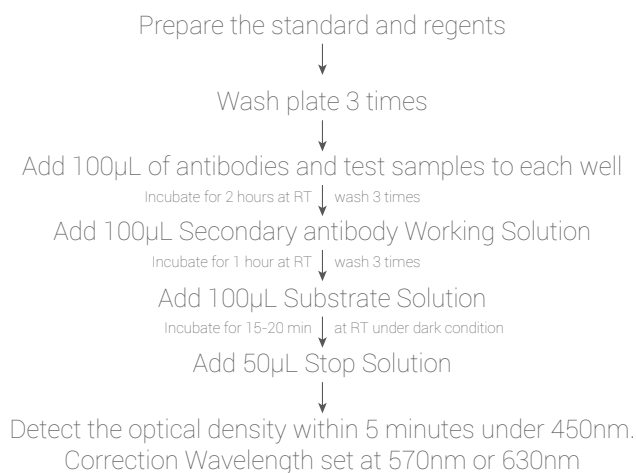 Prepare the standard and regents
Wash plate 3 times
Add 100μL of antibodies and test samples to each well
Incubate for 2 hours at RT wash 3 times
Add 100μL Secondary antibody Working Solution
Incubate for 1 hour at RT wash 3 times
Add 100μL Substrate Solution
Incubate for 15-20 min at RT under dark condition
Add 50μL Stop Solution
Detect the optical density within 5 minutes under 450nm.
Correction Wavelength set at 570nm or 630nm